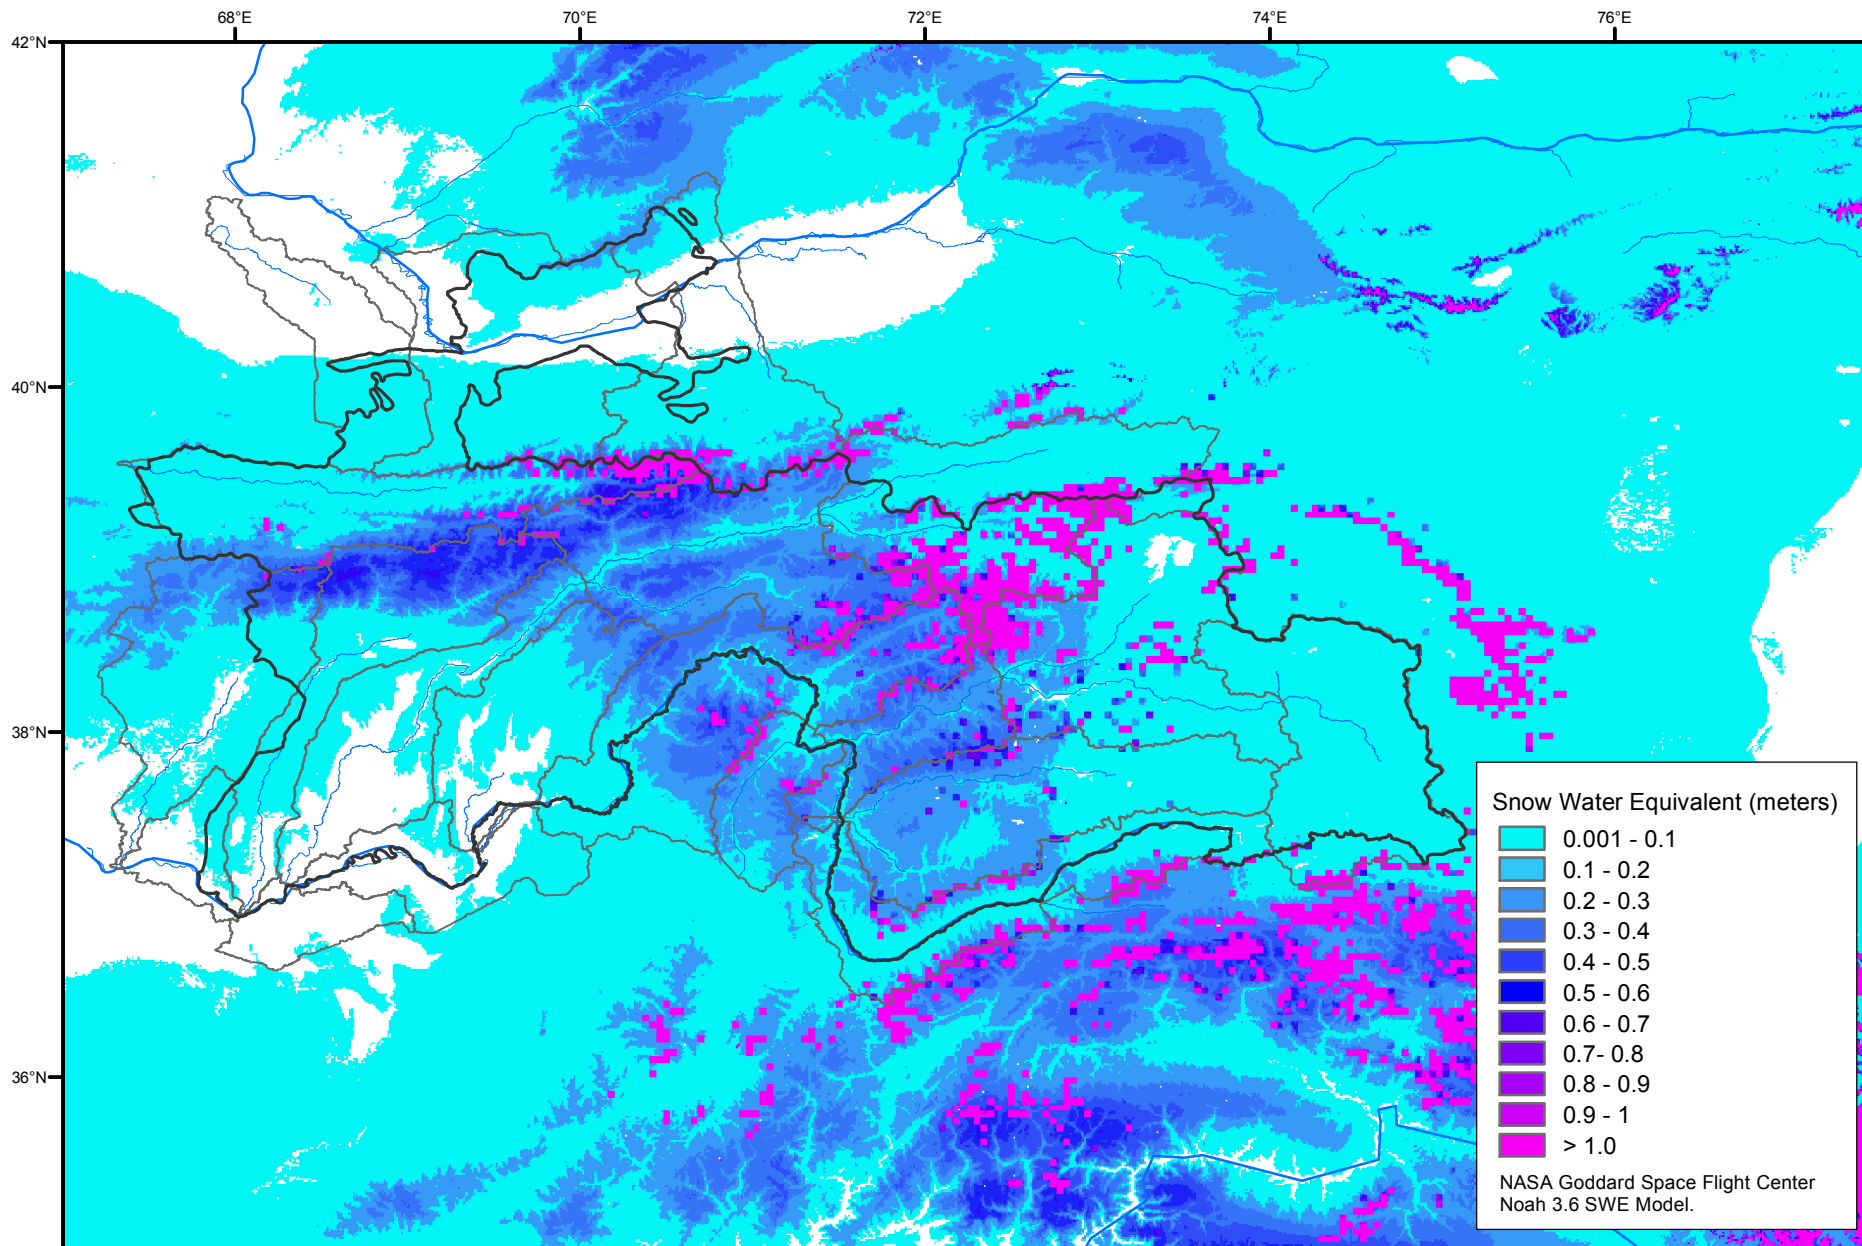 68°E 70°E 72°E 74°E 76°E
42°N
40°N
38°N
36°N
Snow Water Equivalent (meters)
0.001 - 0.1
0.1 - 0.2
0.2 - 0.3
0.3 - 0.4
0.4 - 0.5
0.5 - 0.6
0.6 - 0.7
0.7- 0.8
0.8 - 0.9
0.9 - 1
> 1.0
NASA Goddard Space Flight Center
Noah 3.6 SWE Model.